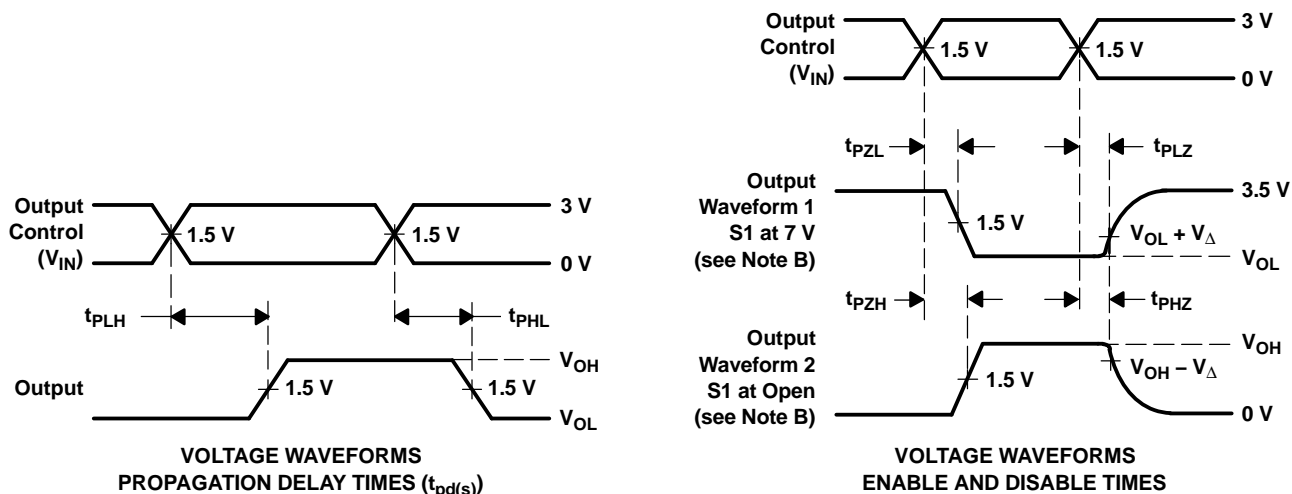 Output
Control
(VIN)
3 V
1.5 V
1.5 V
0 V
tPLH
tPHL
Output
VOH
1.5 V
1.5 V
VOL
VOLTAGE WAVEFORMS
PROPAGATION DELAY TIMES (tpd(s))
Output
Control
(VIN)
3 V
1.5 V
1.5 V
0 V
tPZL
tPLZ
Output
Waveform 1
S1 at 7 V
(see Note B)
3.5 V
1.5 V
VOL + VΔ
VOL
tPZH
tPHZ
Output
Waveform 2
S1 at Open
(see Note B)
VOH
1.5 V
VOH – VΔ
0 V
VOLTAGE WAVEFORMS
ENABLE AND DISABLE TIMES